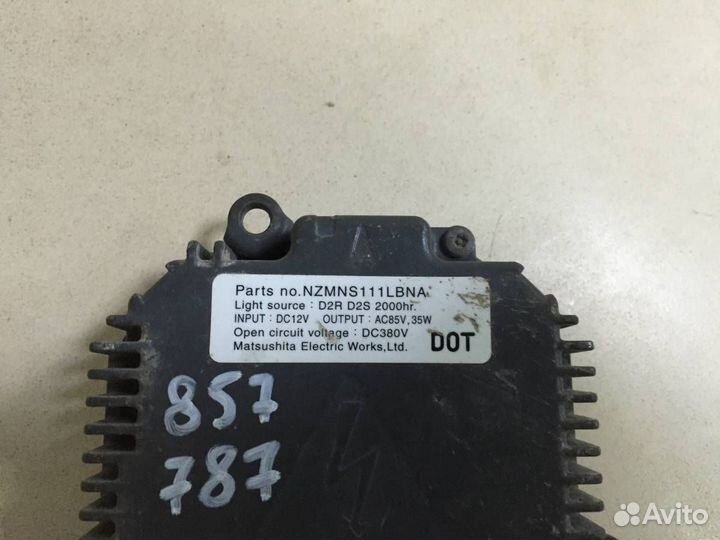 Parts no.NZMNS111LBNA
Light source : D2R D2S 2000hr.
INPUT : DC12V OUTPUT : AC85V, 35W
Open circuit voltage : DC380V
Matsushita Electric Works,Ltd. DOT
857
787
Avito